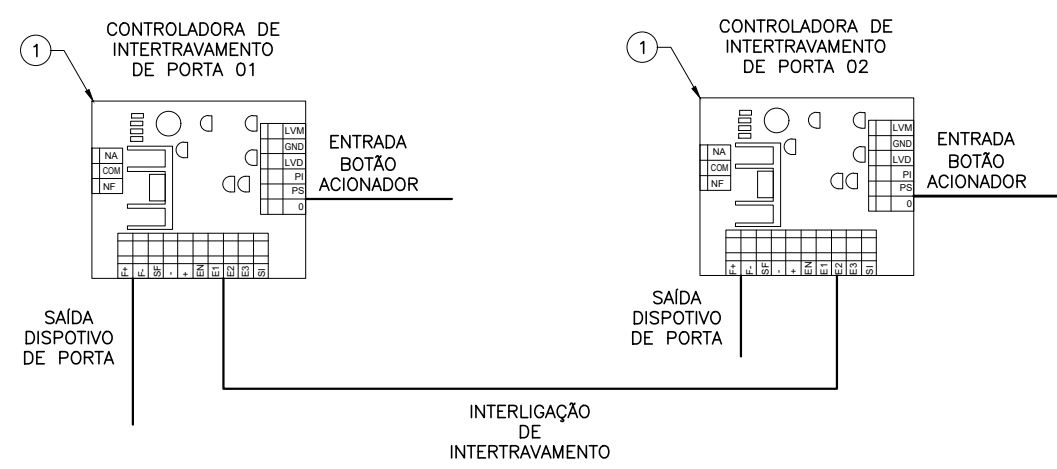 CONTROLADORA DE
INTERTRAVAMENTO
DE PORTA 01
1
NA
COM
NF
LVM
GND
LVD
PI
PS
0
F+
F-
SF
-
+
EN
E1
E2
E3
SI
ENTRADA
BOTÃO
ACIONADOR
SAÍDA
DISPOTIVO
DE PORTA
CONTROLADORA DE
INTERTRAVAMENTO
DE PORTA 02
1
NA
COM
NF
LVM
GND
LVD
PI
PS
0
F+
F-
SF
-
+
EN
E1
E2
E3
SI
ENTRADA
BOTÃO
ACIONADOR
SAÍDA
DISPOTIVO
DE PORTA
INTERLIGAÇÃO
DE
INTERTRAVAMENTO